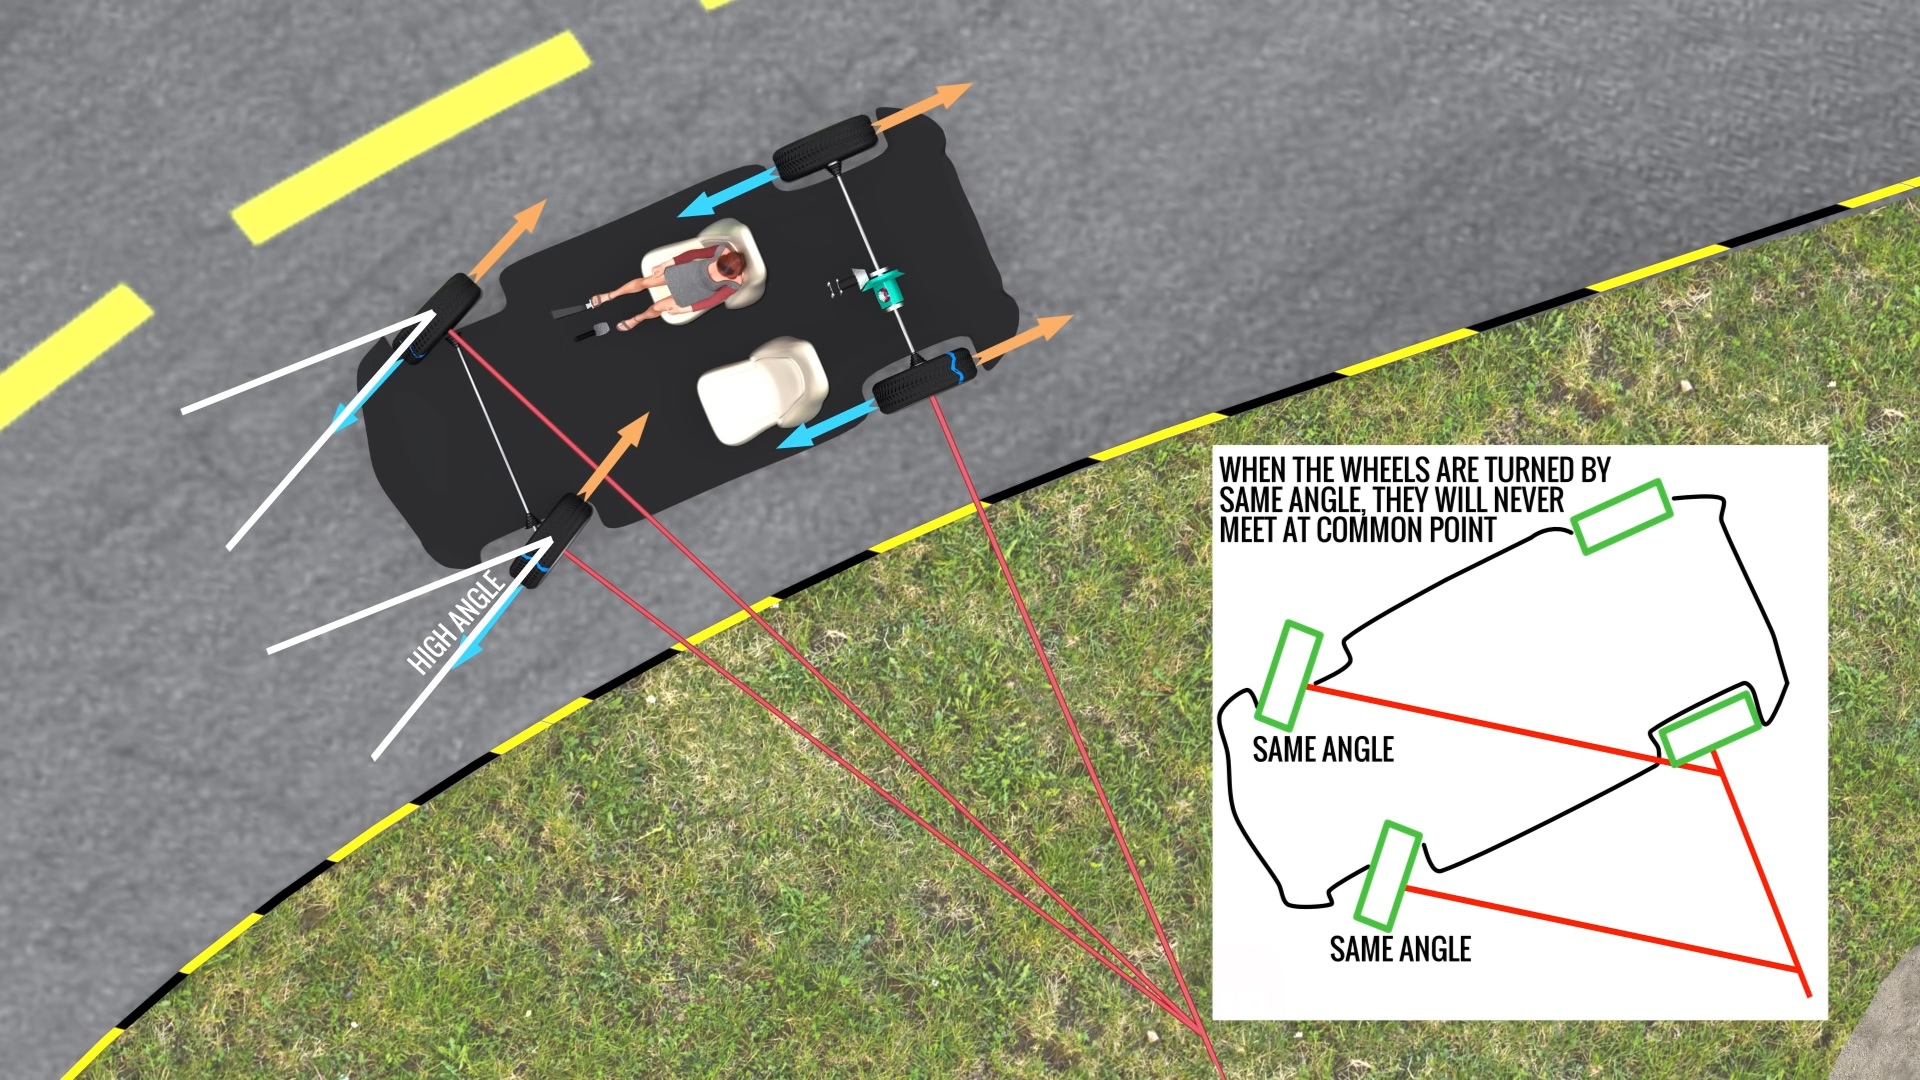 HIGH ANGLE
WHEN THE WHEELS ARE TURNED BY
SAME ANGLE, THEY WILL NEVER
MEET AT COMMON POINT
SAME ANGLE
SAME ANGLE